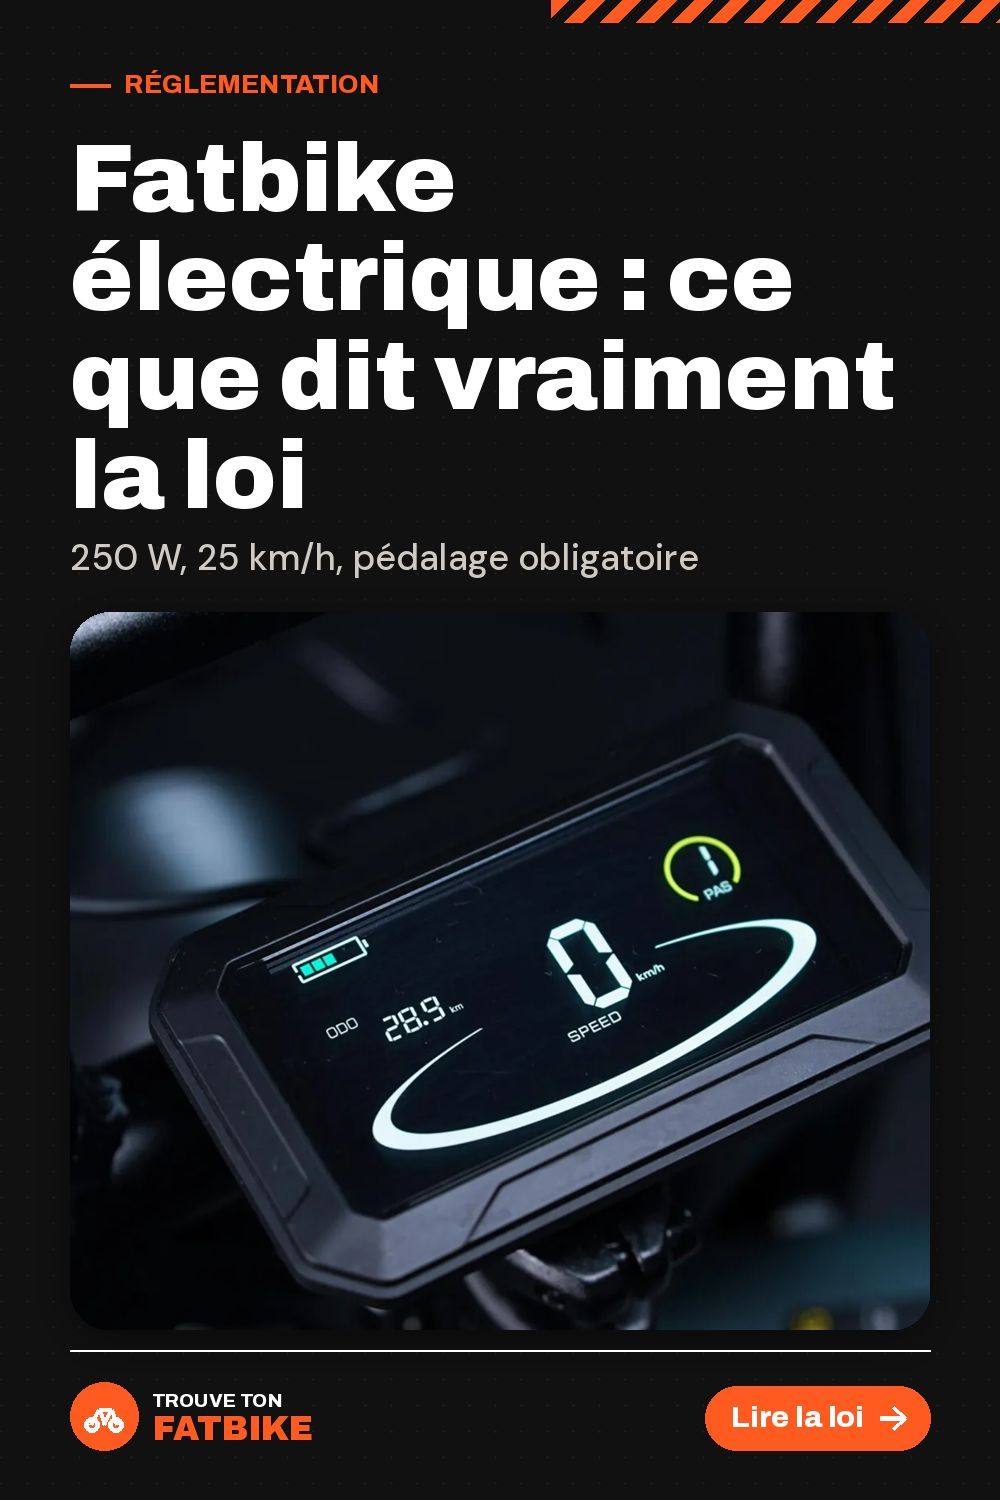 RÉGLEMENTATION
Fatbike
électrique : ce
que dit vraiment
la loi
250 W, 25 km/h, pédalage obligatoire
1
PAS
0 km/h
SPEED
ODO 28.9 km
TROUVE TON
FATBIKE
Lire la loi